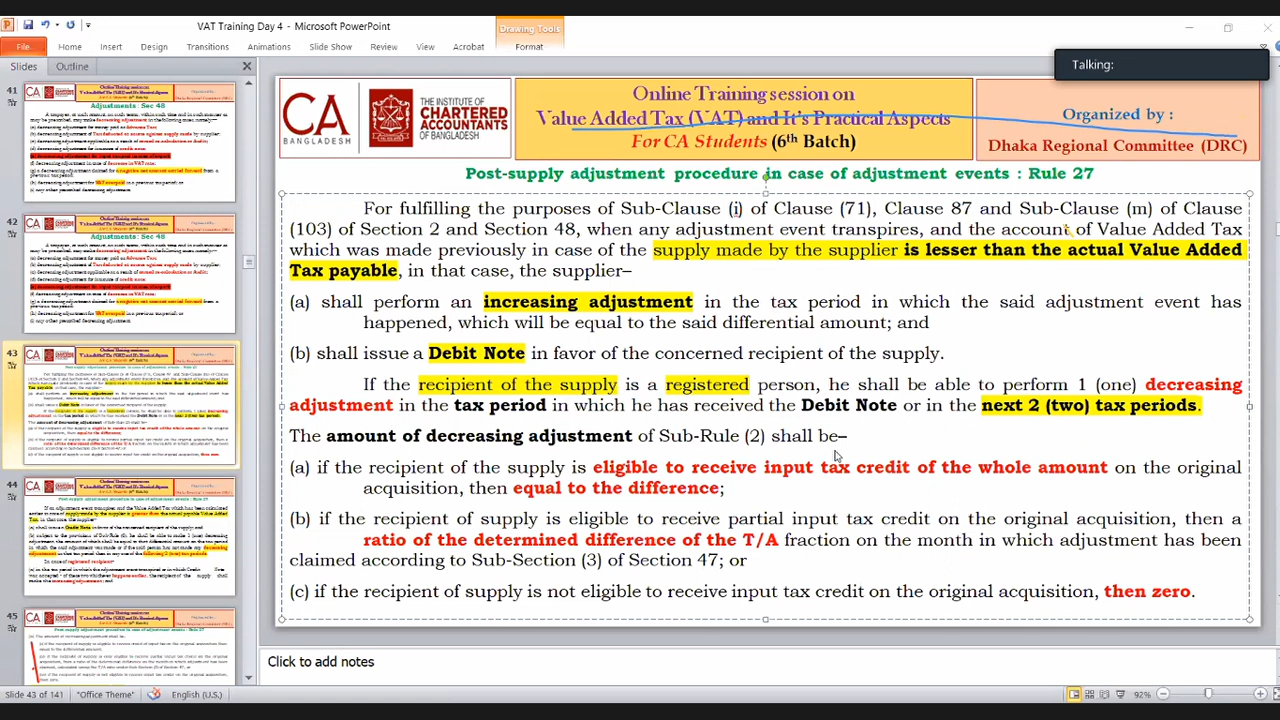 VAT Training Day 4 - Microsoft PowerPoint
Drawing Tools
File Home Insert Design Transitions Animations Slide Show Review View Acrobat Format
Slides Outline
Talking:
41
Adjustments: Sec 48
42
Adjustments: Sec 48
43
44
45
CA
BANGLADESH
THE INSTITUTE OF
CHARTERED
ACCOUNTANTS
OF BANGLADESH
Online Training session on
Value Added Tax (VAT) and It's Practical Aspects
For CA Students (6th Batch)
Organized by :
Dhaka Regional Committee (DRC)
Post-supply adjustment procedure in case of adjustment events : Rule 27
For fulfilling the purposes of Sub-Clause (i) of Clause (71), Clause 87 and Sub-Clause (m) of Clause
(103) of Section 2 and Section 48, when any adjustment event transpires, and the account of Value Added Tax
which was made previously on the supply made by the supplier is lesser than the actual Value Added
Tax payable, in that case, the supplier–
(a) shall perform an increasing adjustment in the tax period in which the said adjustment event has
happened, which will be equal to the said differential amount; and
(b) shall issue a Debit Note in favor of the concerned recipient of the supply.
If the recipient of the supply is a registered person, he shall be able to perform 1 (one) decreasing
adjustment in the tax period in which he has received the Debit Note or in the next 2 (two) tax periods.
The amount of decreasing adjustment of Sub-Rule (2) shall be–
(a) if the recipient of the supply is eligible to receive input tax credit of the whole amount on the original
acquisition, then equal to the difference;
(b) if the recipient of supply is eligible to receive partial input tax credit on the original acquisition, then a
ratio of the determined difference of the T/A fraction on the month in which adjustment has been
claimed according to Sub-Section (3) of Section 47; or
(c) if the recipient of supply is not eligible to receive input tax credit on the original acquisition, then zero.
Click to add notes
Slide 43 of 141 "Office Theme" English (U.S.) 92%